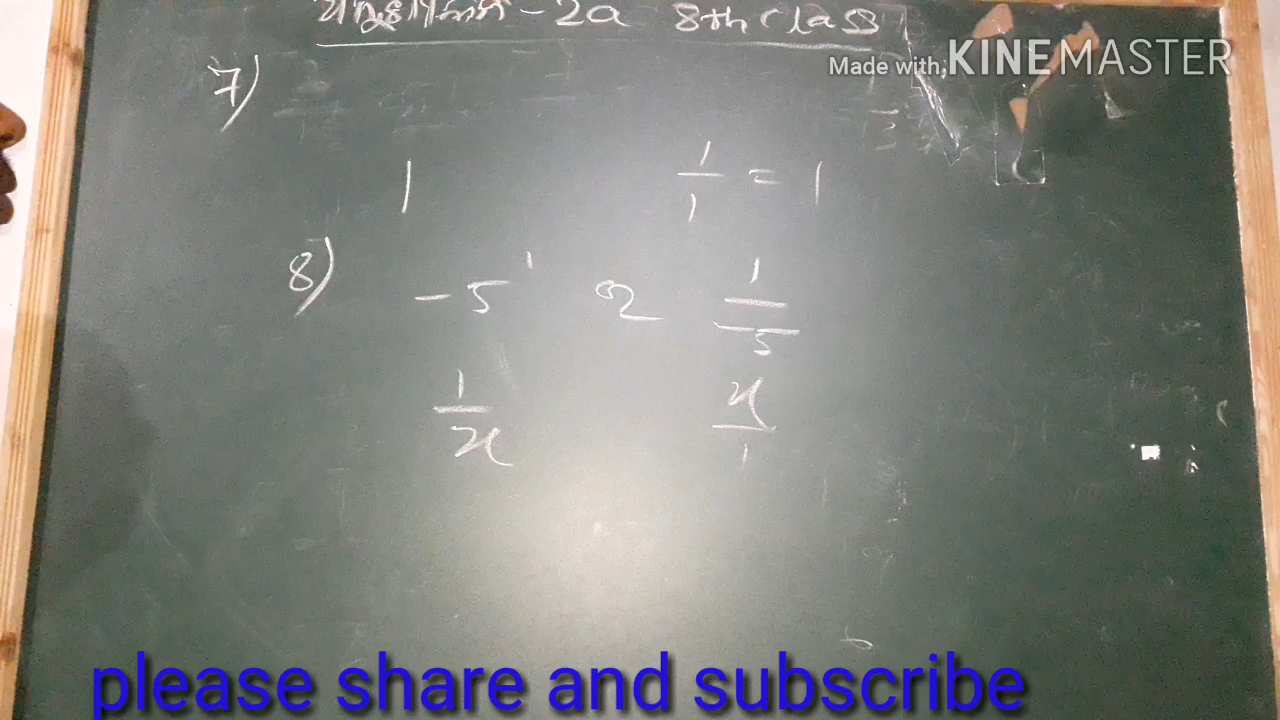 - 2a 8th Class
Made with KINEMASTER
7)
1 1/1 = 1
8)
- 5 1/-5
1/x x/1
please share and subscribe